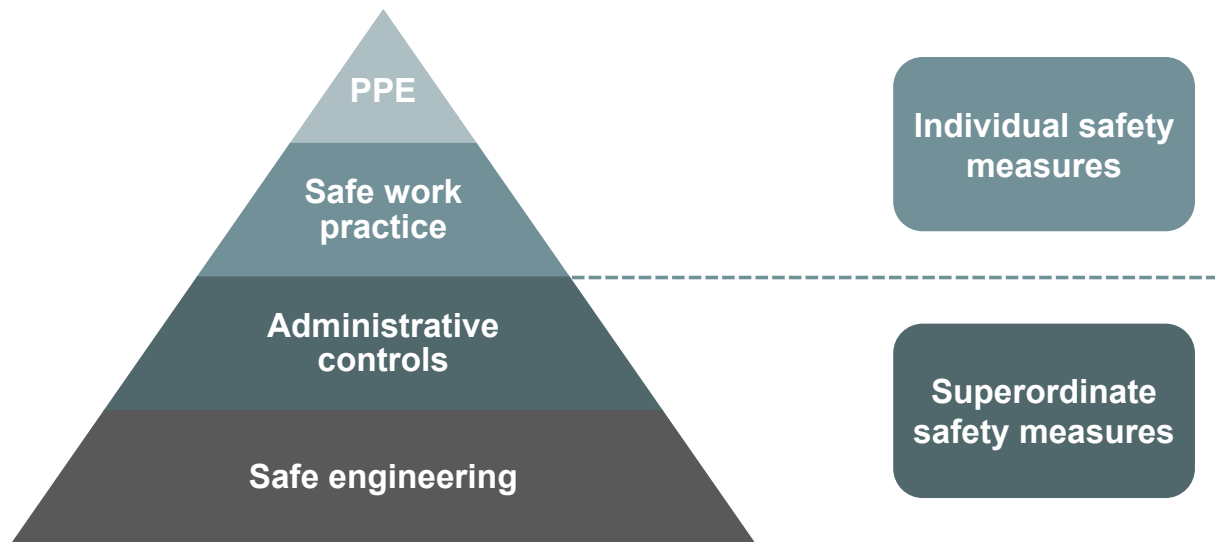 PPE
Safe work
practice
Administrative
controls
Safe engineering
Individual safety
measures
Superordinate
safety measures